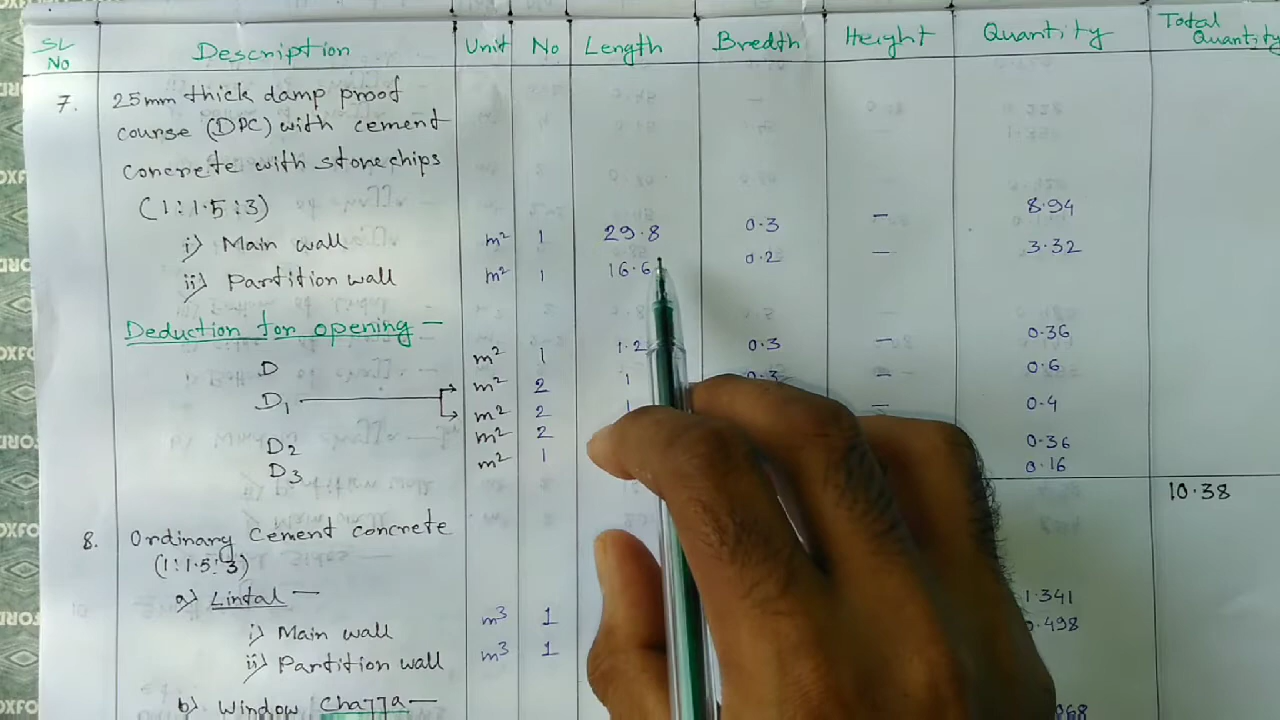 SL No Description Unit No Length Bredth Height Quantity Total Quantity
7. 25mm thick damp proof
course (DPC) with cement
concrete with stone chips
(1:1.5:3)
i) Main wall m² 1 29.8 0.3 – 8.94
ii) Partition wall m² 1 16.6 0.2 – 3.32
Deduction for opening –
D m² 1 1.2 0.3 – 0.36
D1 m² 2 1 0.3 – 0.6
m² 2 1 – 0.4
D2 m² 2 0.36
D3 m² 1 0.16
10.38
8. Ordinary Cement concrete
(1:1.5:3)
a) Lintal –
i) Main wall m³ 1 1.341
ii) Partition wall m³ 1 0.498
b) Window Chajja –